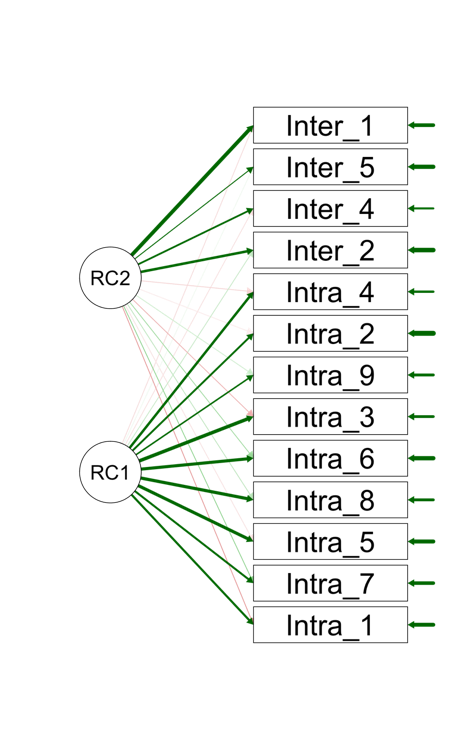 Inter_1
Inter_5
Inter_4
Inter_2
RC2
Intra_4
Intra_2
Intra_9
Intra_3
Intra_6
RC1
Intra_8
Intra_5
Intra_7
Intra_1